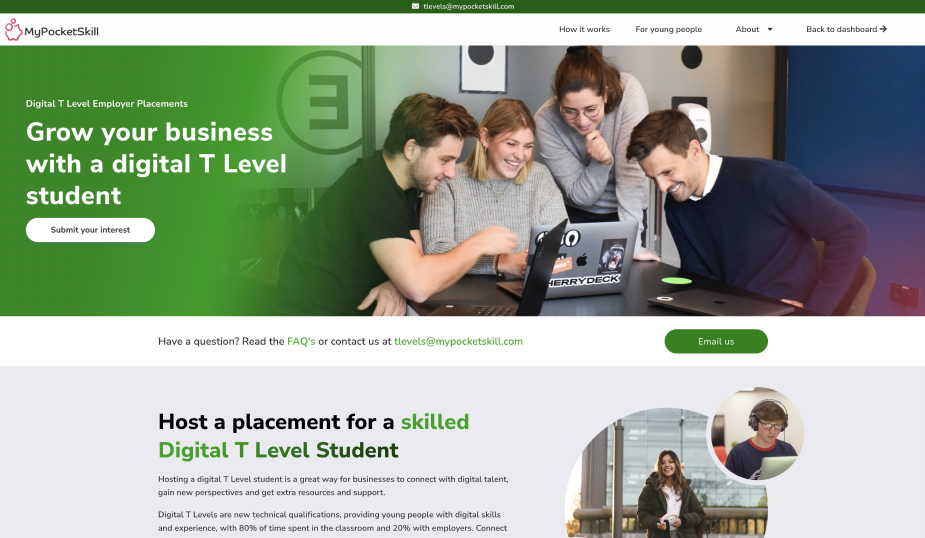 tlevels@mypocketskill.com
MyPocketSkill
How it works
For young people
About
Back to dashboard
Digital T Level Employer Placements
Grow your business
with a digital T Level
student
Submit your interest
HERRYDECK
Have a question? Read the FAQ's or contact us at tlevels@mypocketskill.com
Email us
Host a placement for a skilled
Digital T Level Student
Hosting a digital T Level student is a great way for businesses to connect with digital talent,
gain new perspectives and get extra resources and support.
Digital T Levels are new technical qualifications, providing young people with digital skills
and experience, with 80% of time spent in the classroom and 20% with employers. Connect